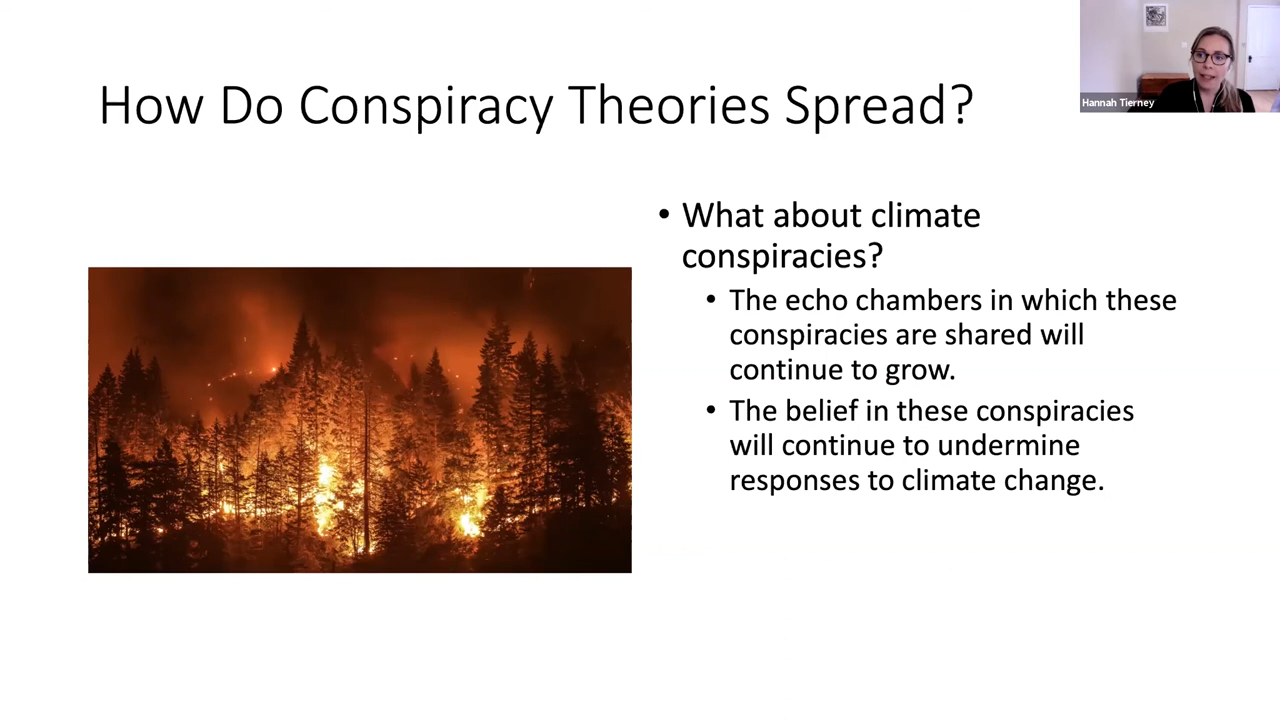 How Do Conspiracy Theories Spread?
Hannah Tierney
• What about climate
conspiracies?
• The echo chambers in which these
conspiracies are shared will
continue to grow.
• The belief in these conspiracies
will continue to undermine
responses to climate change.